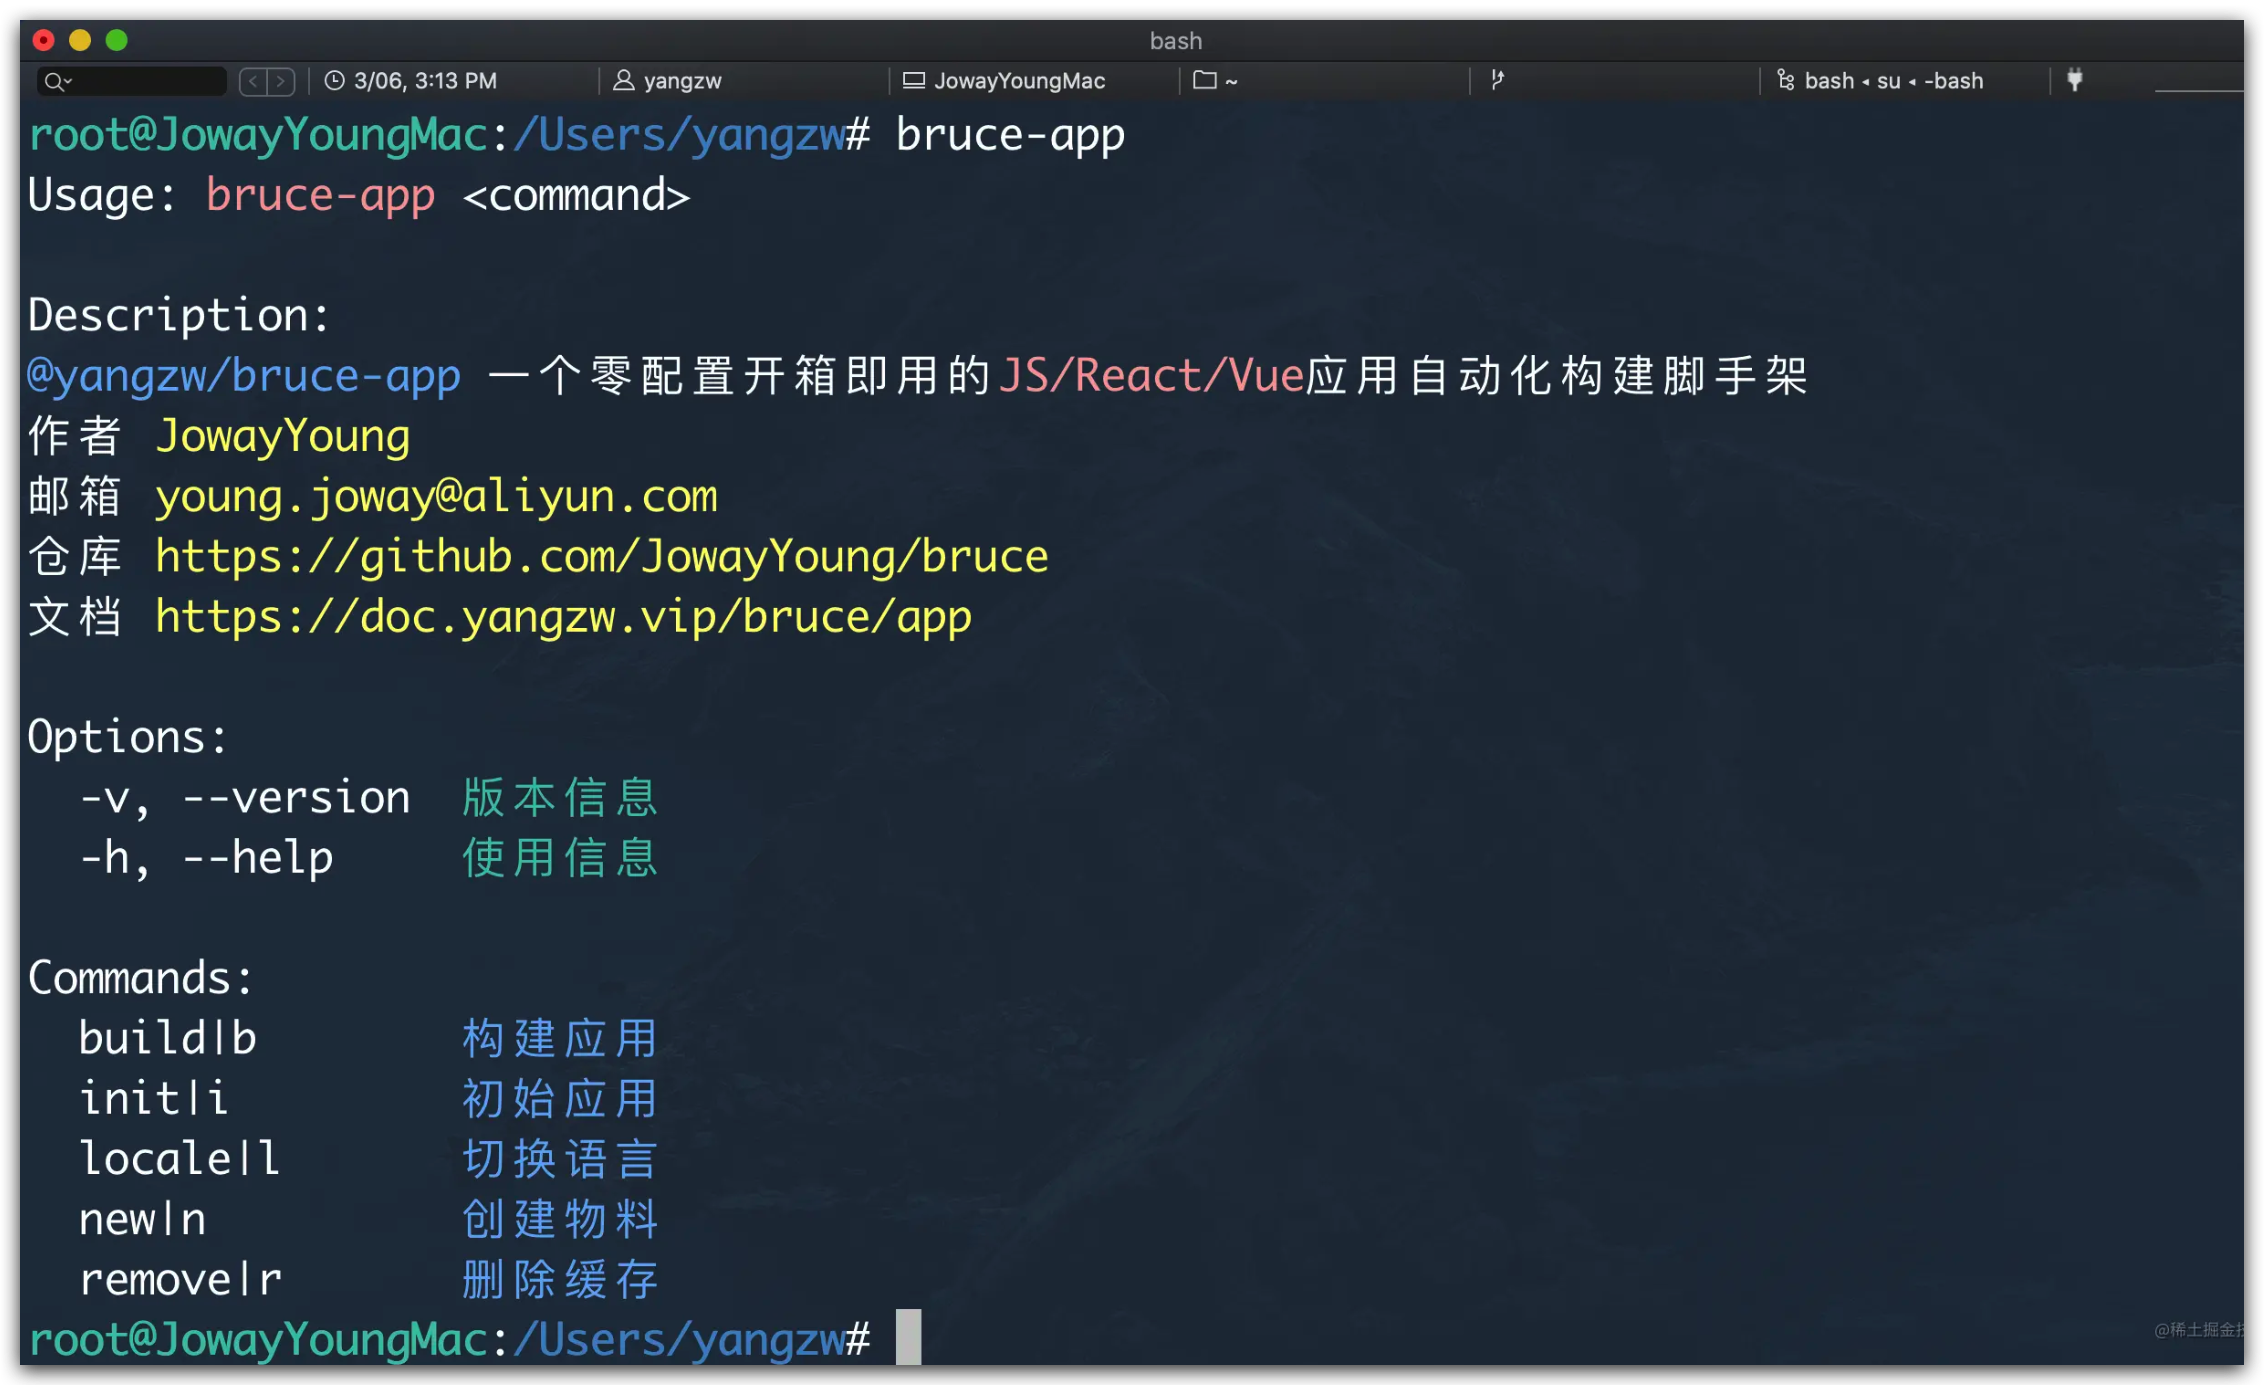 bash
3/06, 3:13 PM yangzw JowayYoungMac ~ bash ◂ su ◂ -bash
root@JowayYoungMac:/Users/yangzw# bruce-app
Usage: bruce-app <command>
Description:
@yangzw/bruce-app 一个零配置开箱即用的JS/React/Vue应用自动化构建脚手架
作者 JowayYoung
邮箱 young.joway@aliyun.com
仓库 https://github.com/JowayYoung/bruce
文档 https://doc.yangzw.vip/bruce/app
Options:
-v, --version 版本信息
-h, --help 使用信息
Commands:
build|b 构建应用
init|i 初始应用
locale|l 切换语言
new|n 创建物料
remove|r 删除缓存
root@JowayYoungMac:/Users/yangzw#
@稀土掘金